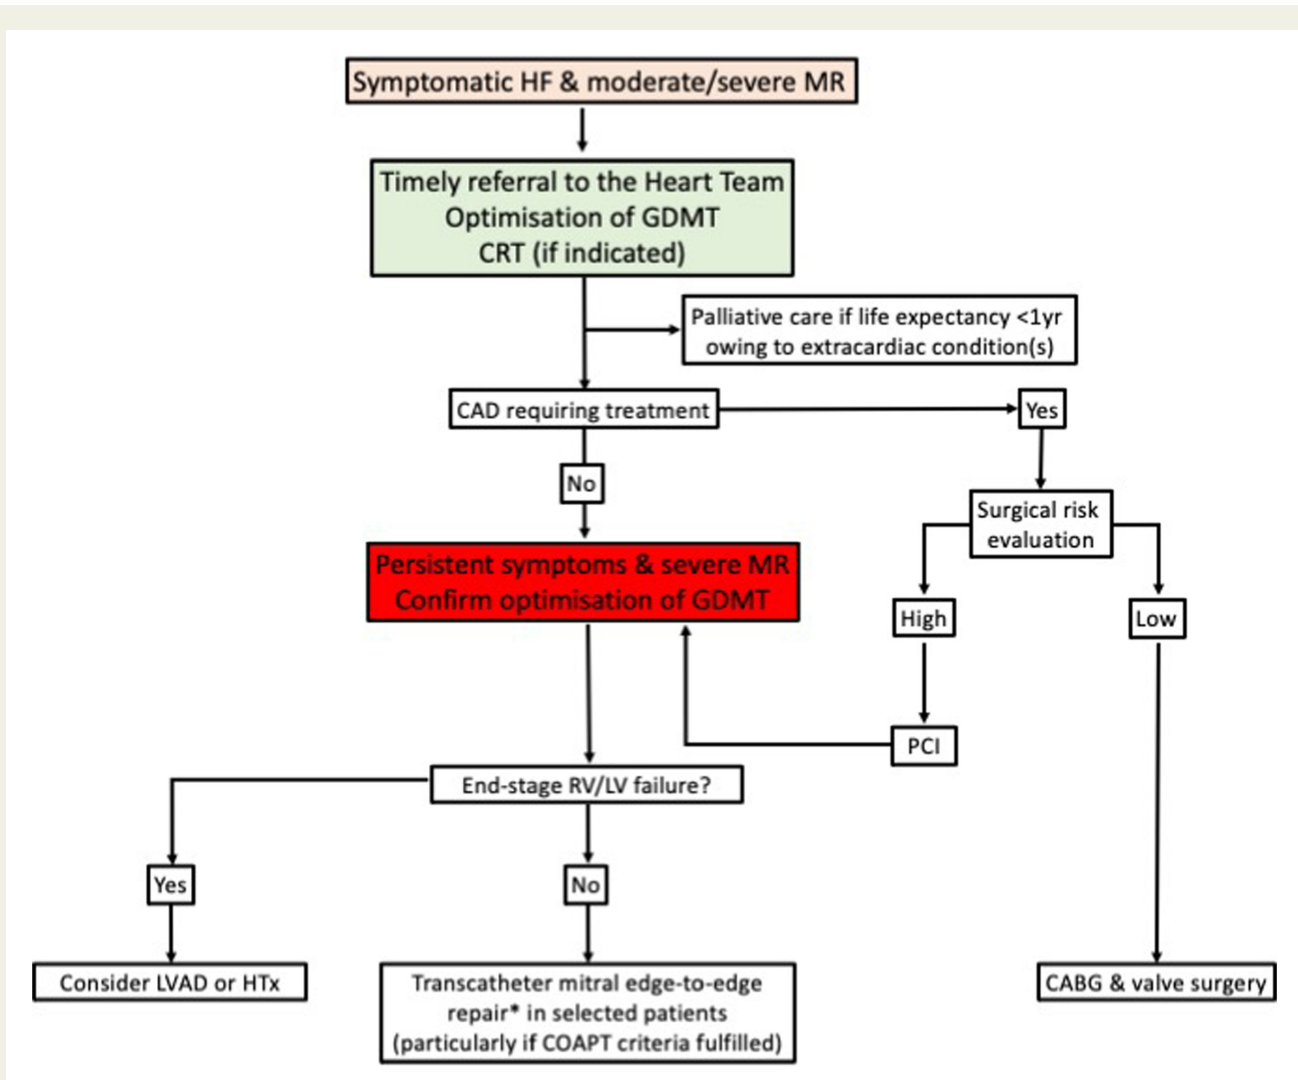 Symptomatic HF & moderate/severe MR
Timely referral to the Heart Team
Optimisation of GDMT
CRT (if indicated)
Palliative care if life expectancy <1yr
owing to extracardiac condition(s)
CAD requiring treatment
Yes
No
Surgical risk
evaluation
Persistent symptoms & severe MR
Confirm optimisation of GDMT
High
Low
PCI
End-stage RV/LV failure?
Yes
No
Consider LVAD or HTx
Transcatheter mitral edge-to-edge
repair* in selected patients
(particularly if COAPT criteria fulfilled)
CABG & valve surgery